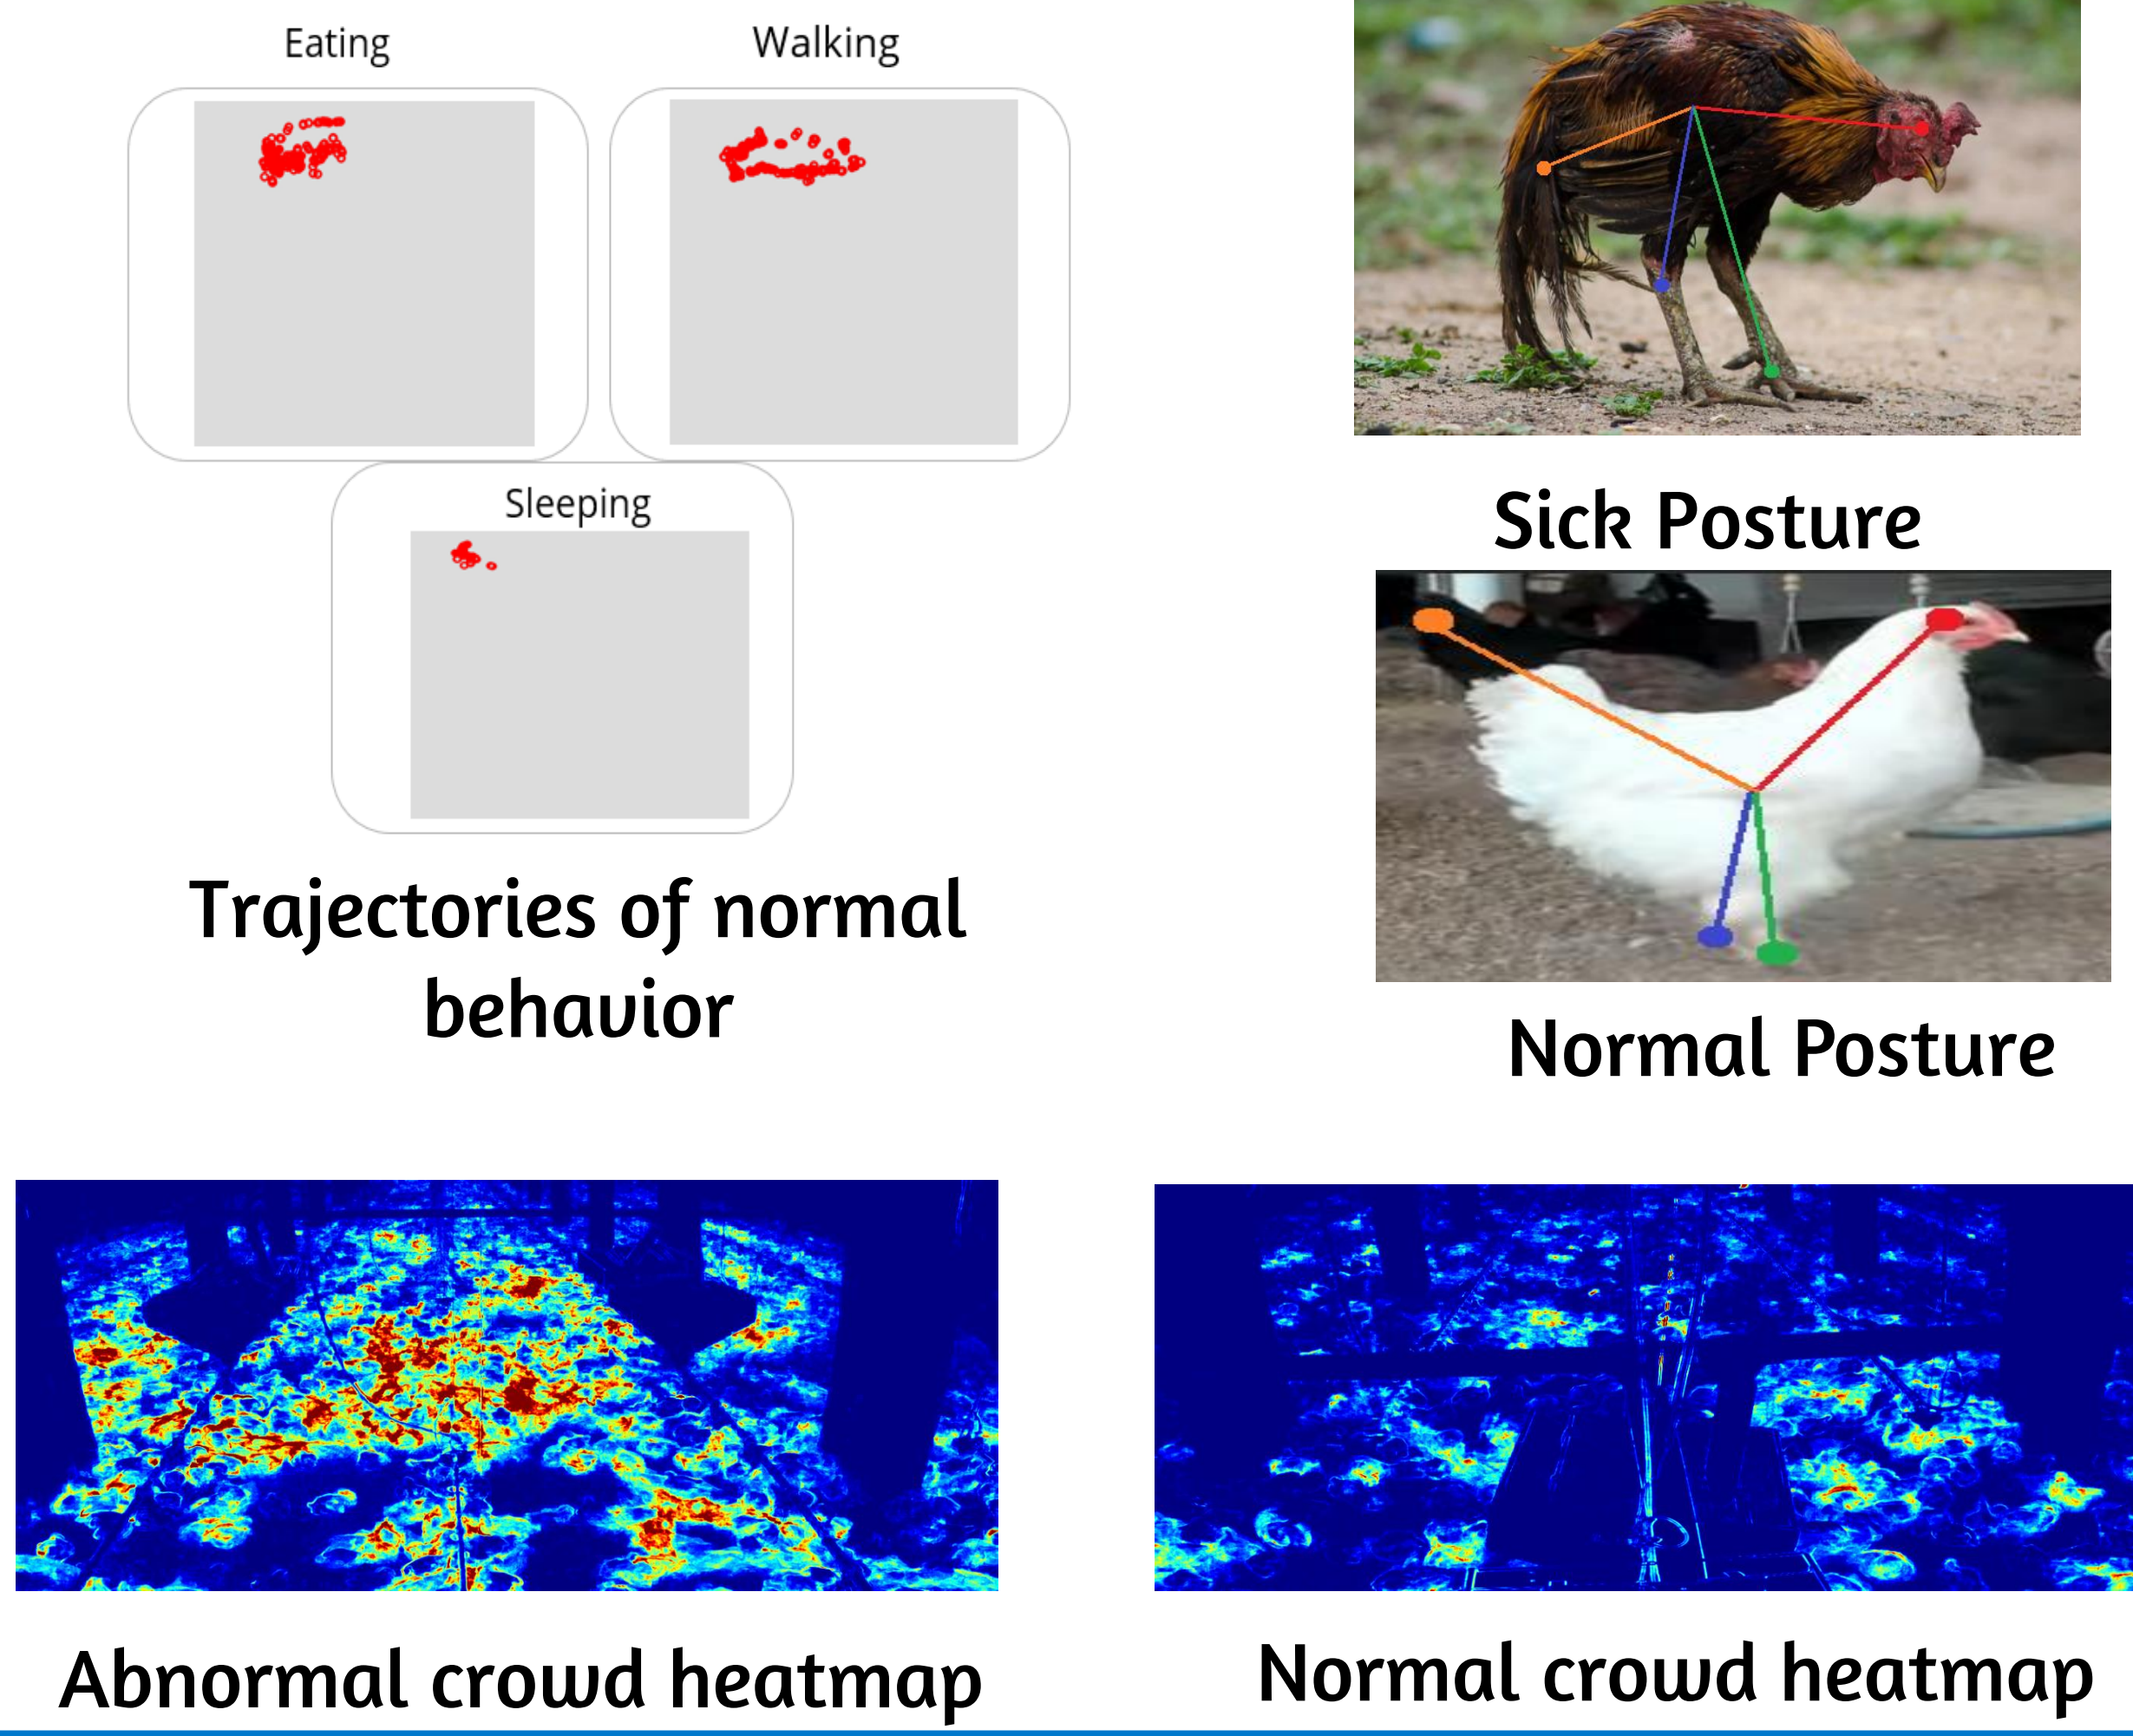 Eating
Walking
Sleeping
Trajectories of normal
behavior
Sick Posture
Normal Posture
Abnormal crowd heatmap
Normal crowd heatmap